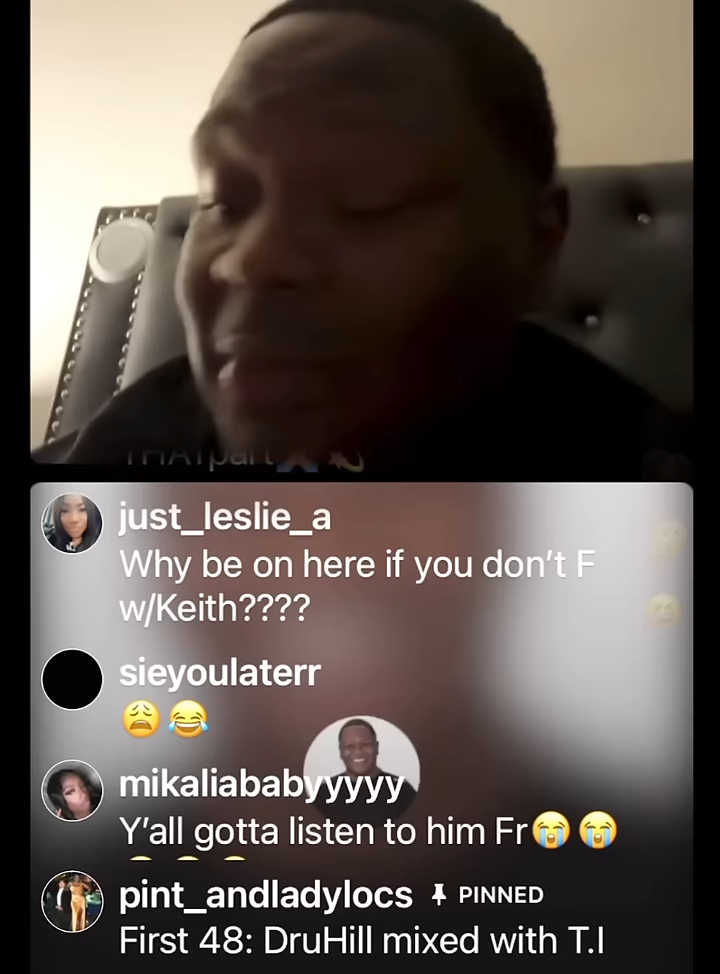 THATpart
just_leslie_a
Why be on here if you don't F
w/Keith????
sieyoulaterr
😩😂
mikaliababyyyyy
Y'all gotta listen to him Fr😭😭
pint_andladylocs PINNED
First 48: DruHill mixed with T.I